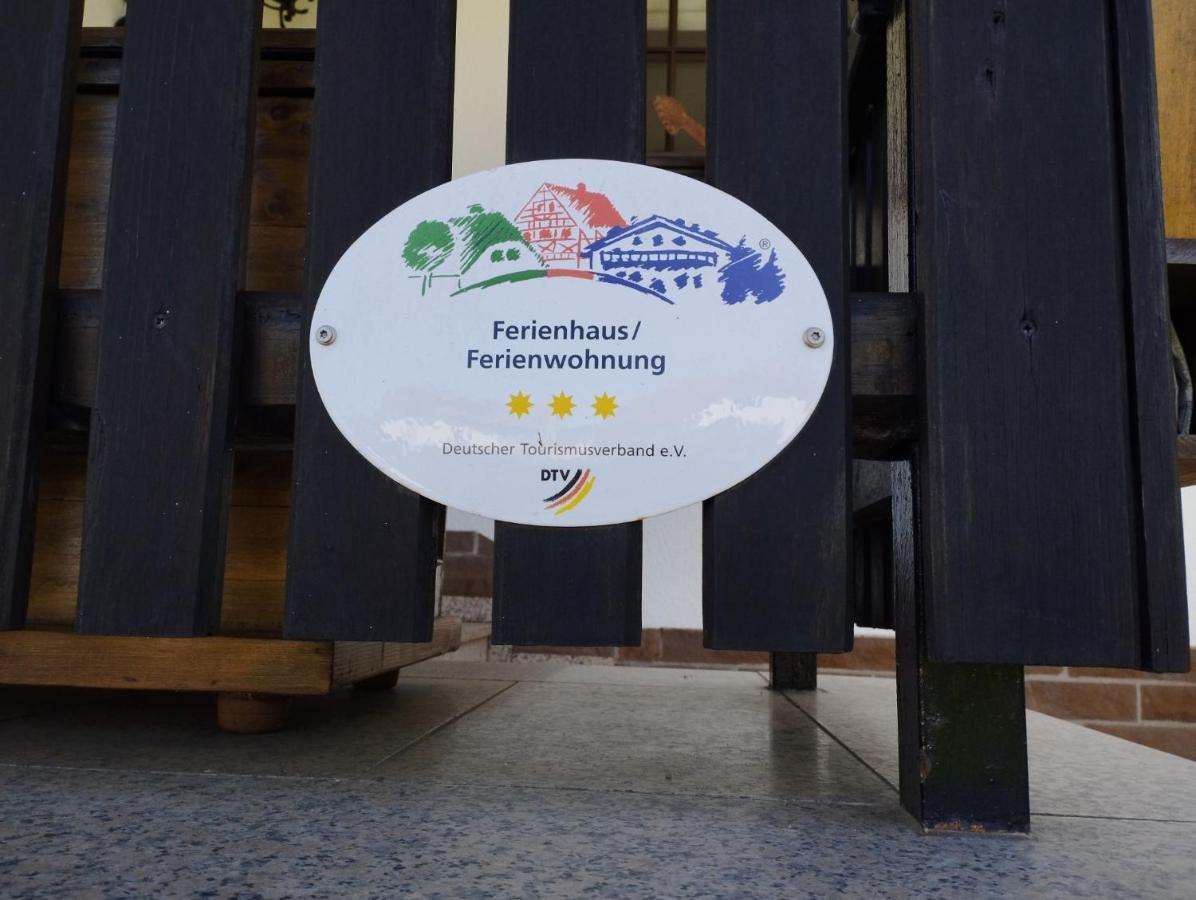 ®
Ferienhaus/
Ferienwohnung
Deutscher Tourismusverband e.V.
DTV